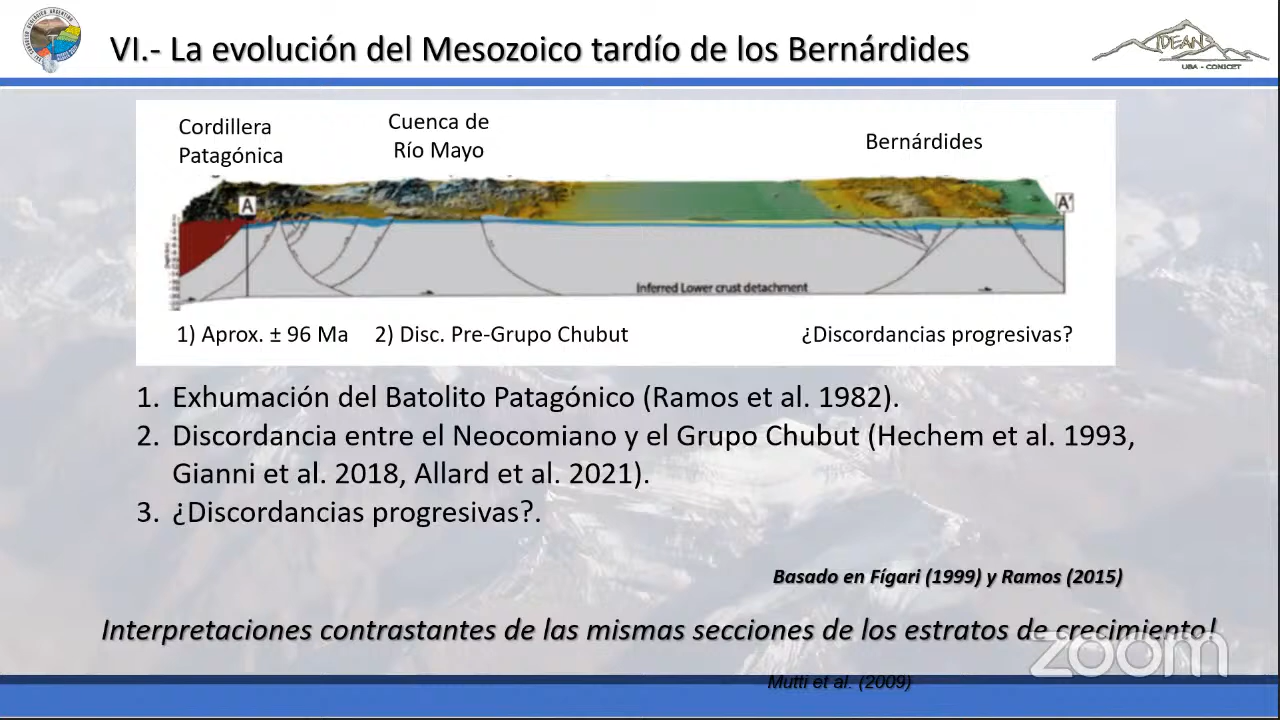 VI.- La evolución del Mesozoico tardío de los Bernárdides
IDEAN
UBA - CONICET
Cordillera
Patagónica
Cuenca de
Río Mayo
Bernárdides
A
A'
Inferred Lower crust detachment
1) Aprox. ± 96 Ma
2) Disc. Pre-Grupo Chubut
¿Discordancias progresivas?
1. Exhumación del Batolito Patagónico (Ramos et al. 1982).
2. Discordancia entre el Neocomiano y el Grupo Chubut (Hechem et al. 1993,
Gianni et al. 2018, Allard et al. 2021).
3. ¿Discordancias progresivas?.
Basado en Fígari (1999) y Ramos (2015)
Interpretaciones contrastantes de las mismas secciones de los estratos de crecimiento!
zoom
Mutti et al. (2009)